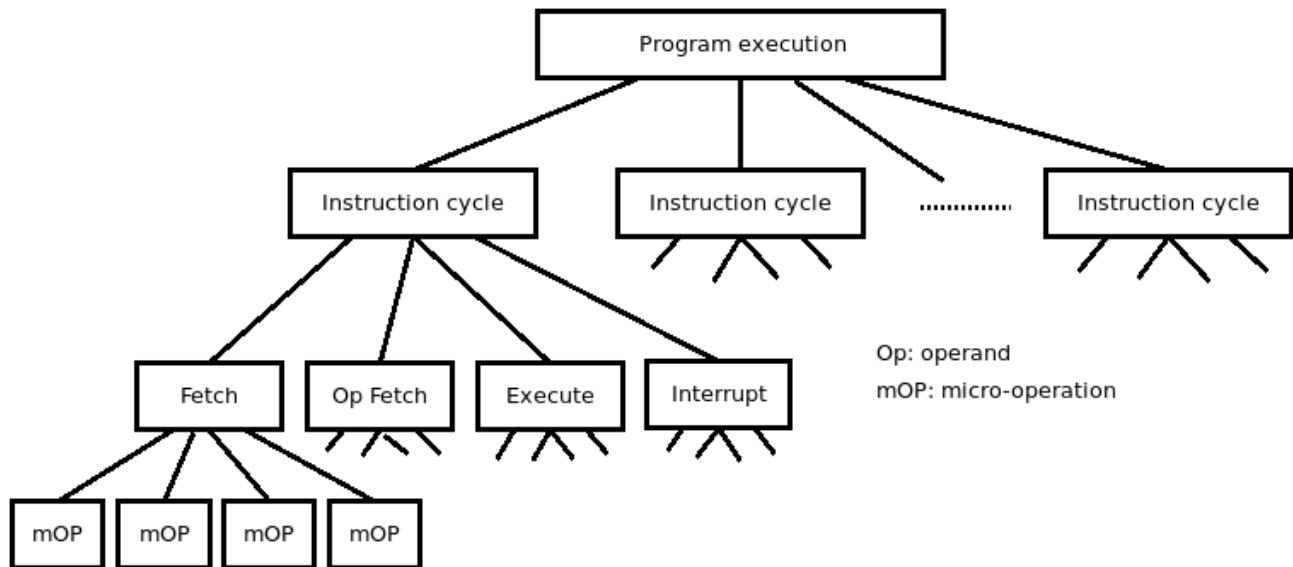 Program execution
Instruction cycle
Instruction cycle
Instruction cycle
Op: operand
mOP: micro-operation
Fetch
Op Fetch
Execute
Interrupt
mOP
mOP
mOP
mOP